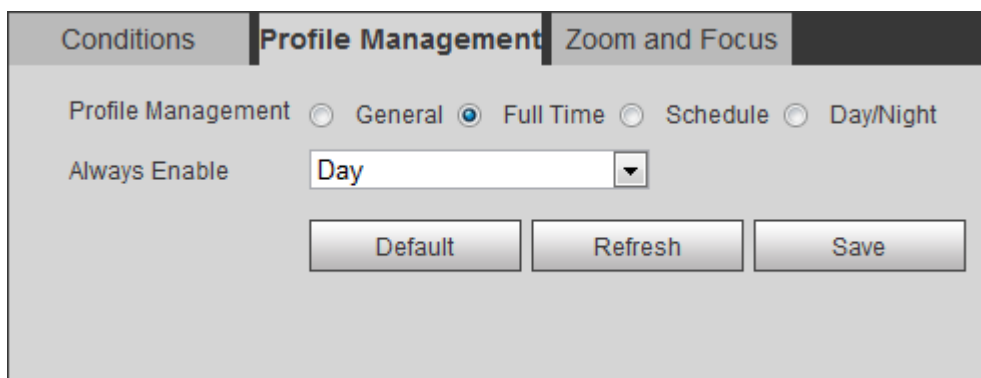 Conditions Profile Management Zoom and Focus
Profile Management General Full Time Schedule Day/Night
Always Enable Day
Default Refresh Save